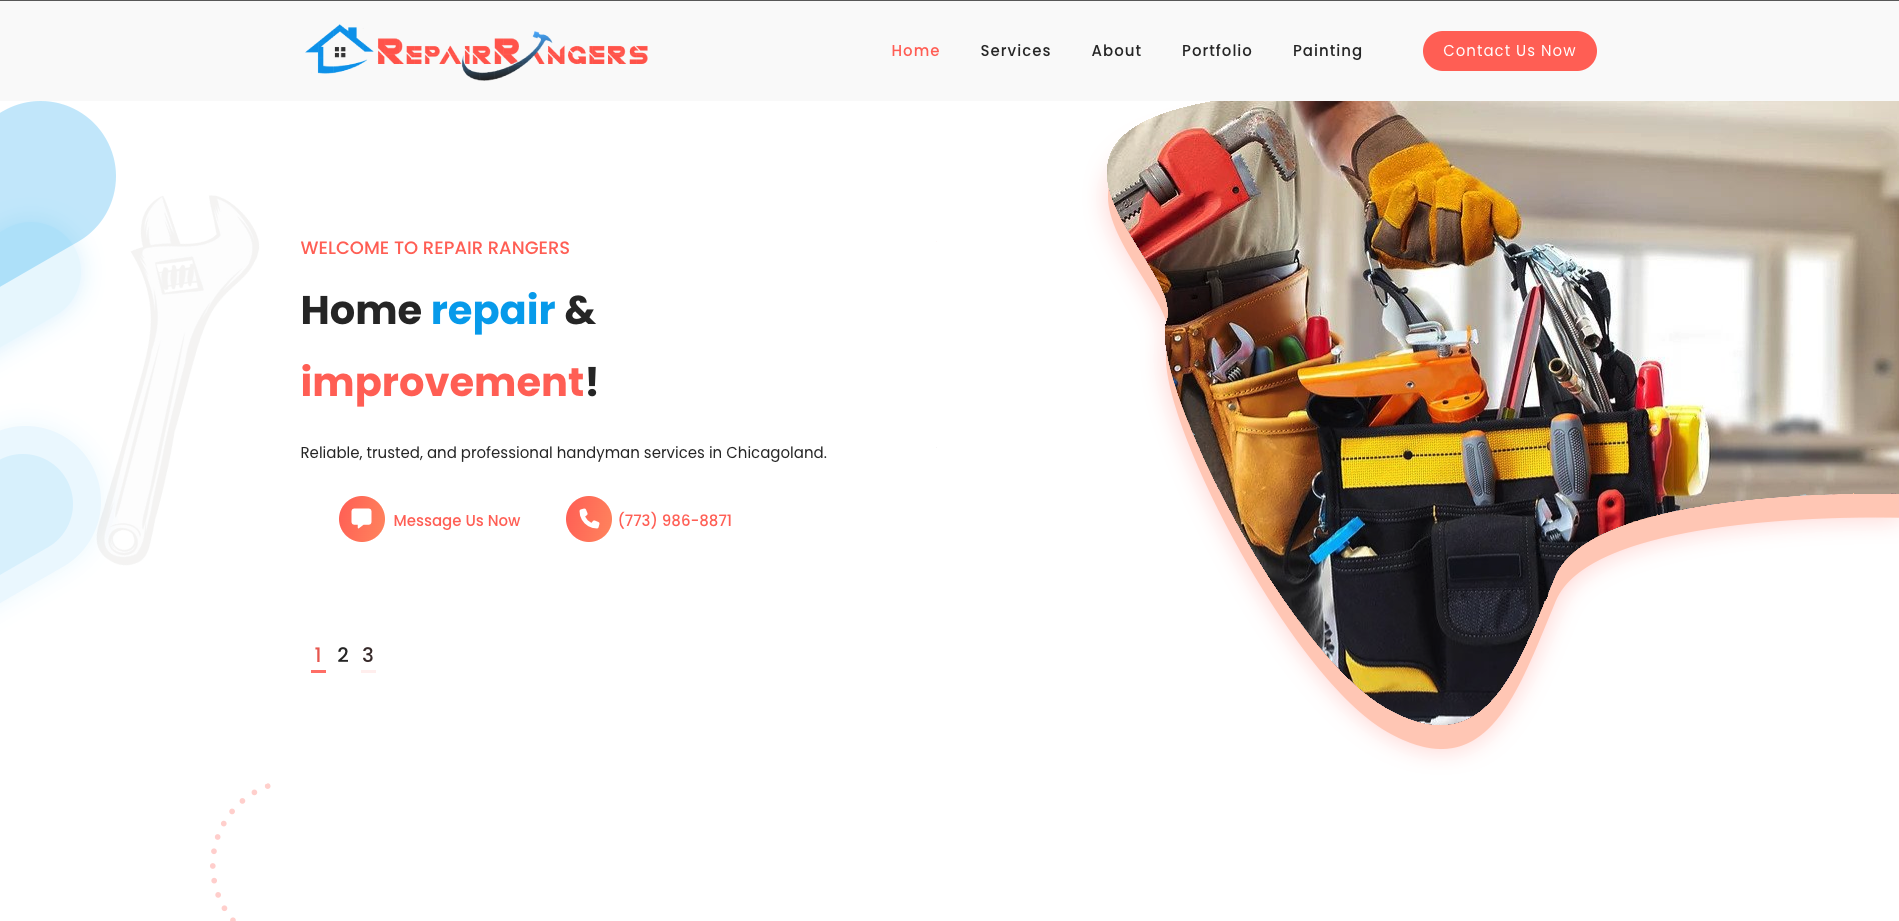 RepairRangers
Home Services About Portfolio Painting Contact Us Now
WELCOME TO REPAIR RANGERS
Home repair &
improvement!
Reliable, trusted, and professional handyman services in Chicagoland.
Message Us Now (773) 986-8871
1 2 3